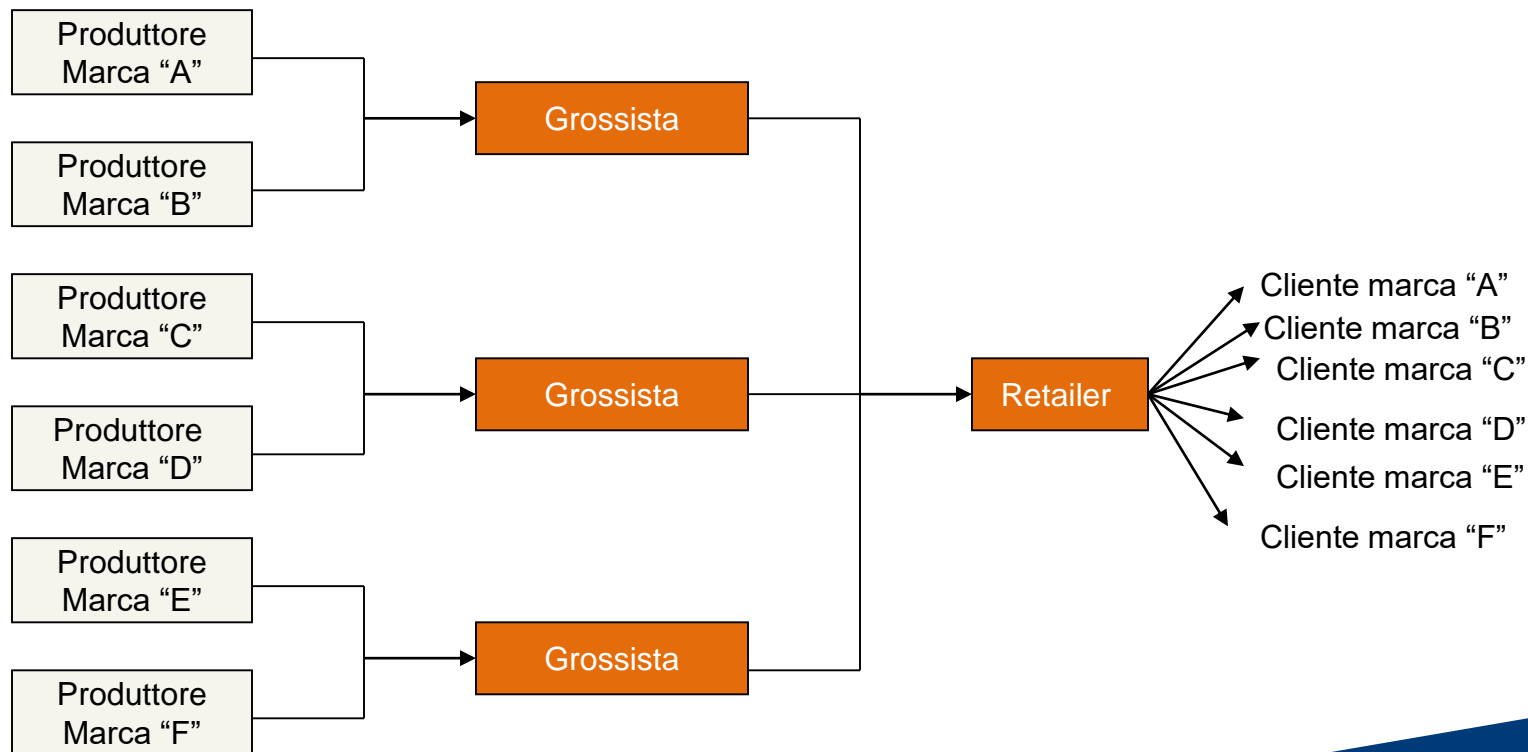 Produttore
Marca “A”
Produttore
Marca “B”
Produttore
Marca “C”
Produttore
Marca “D”
Produttore
Marca “E”
Produttore
Marca “F”
Grossista
Grossista
Grossista
Retailer
Cliente marca “A”
Cliente marca “B”
Cliente marca “C”
Cliente marca “D”
Cliente marca “E”
Cliente marca “F”